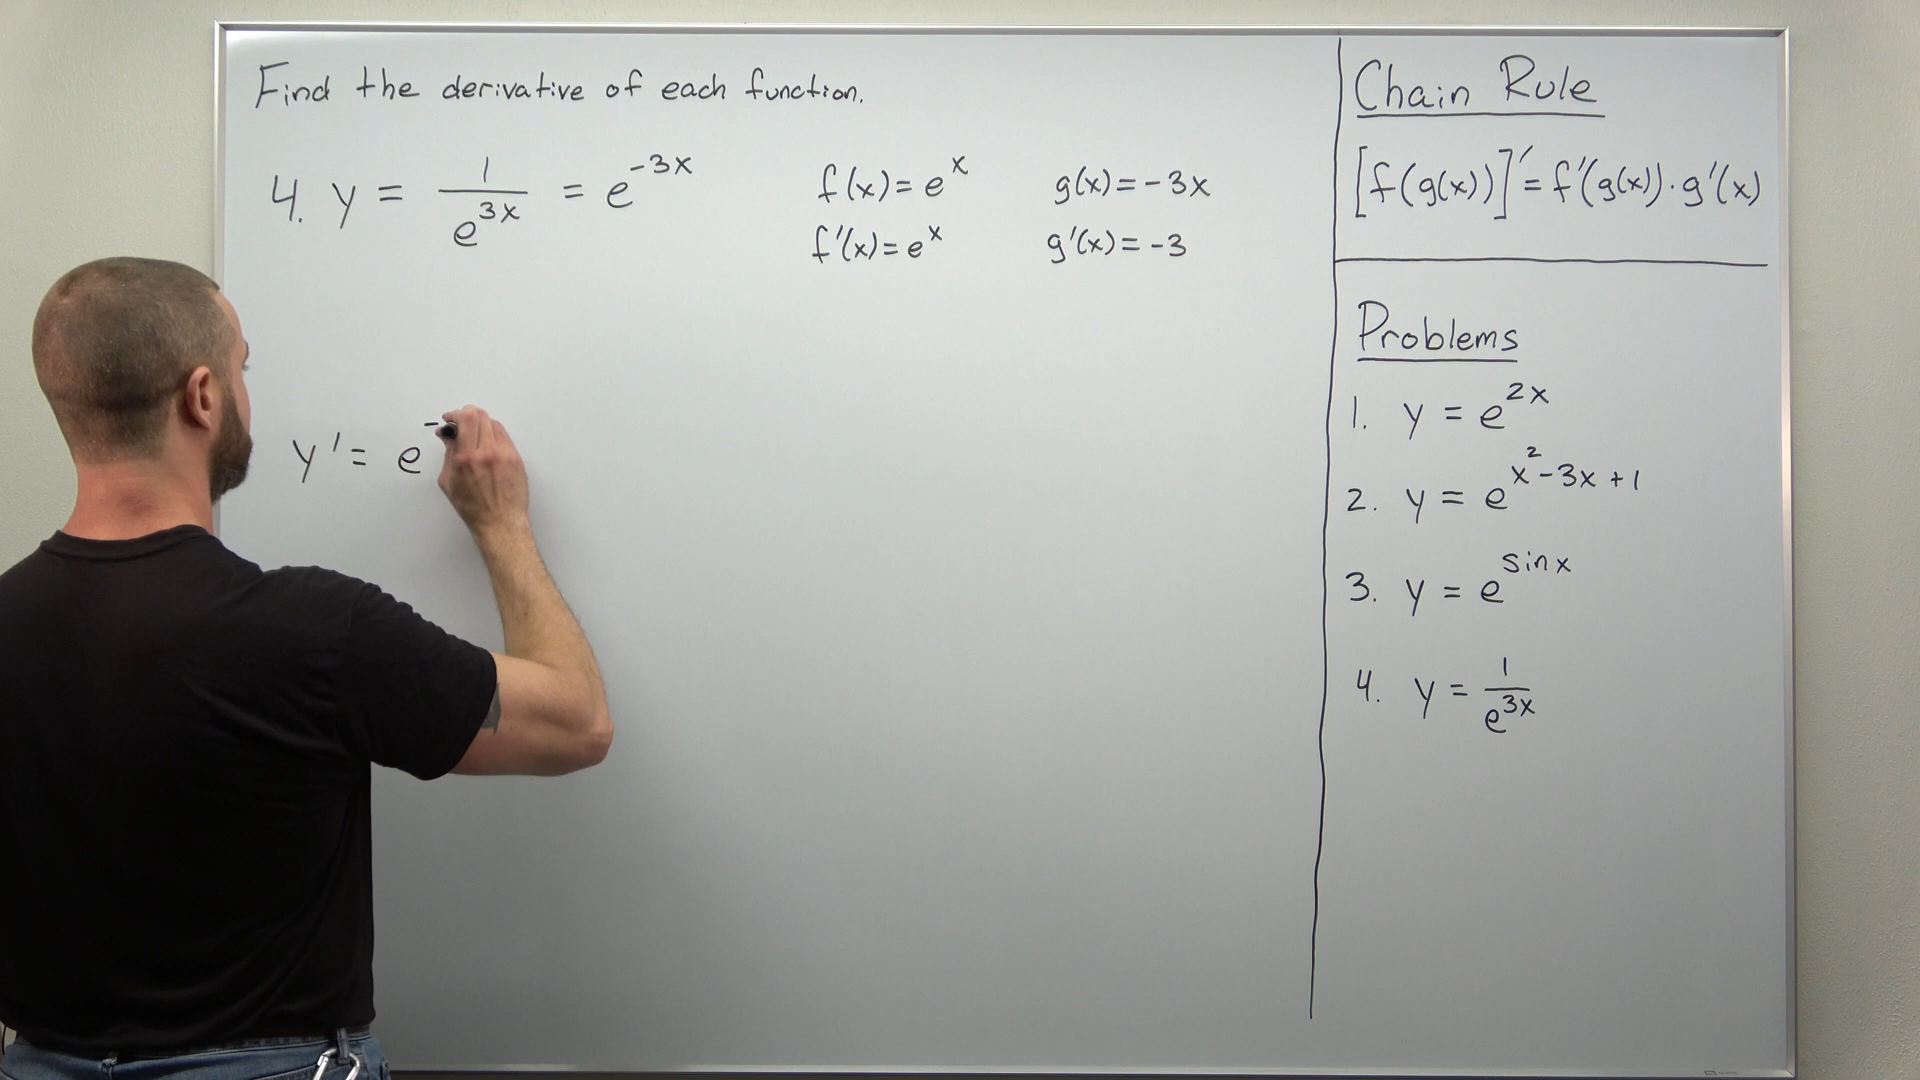 Find the derivative of each function.
4. y = 1/e^{3x} = e^{-3x}
f(x) = e^x
g(x) = -3x
f'(x) = e^x
g'(x) = -3
y' = e^-
Chain Rule
[f(g(x))]' = f'(g(x)) · g'(x)
Problems
1. y = e^{2x}
2. y = e^{x^2 - 3x + 1}
3. y = e^{sin x}
4. y = 1/e^{3x}